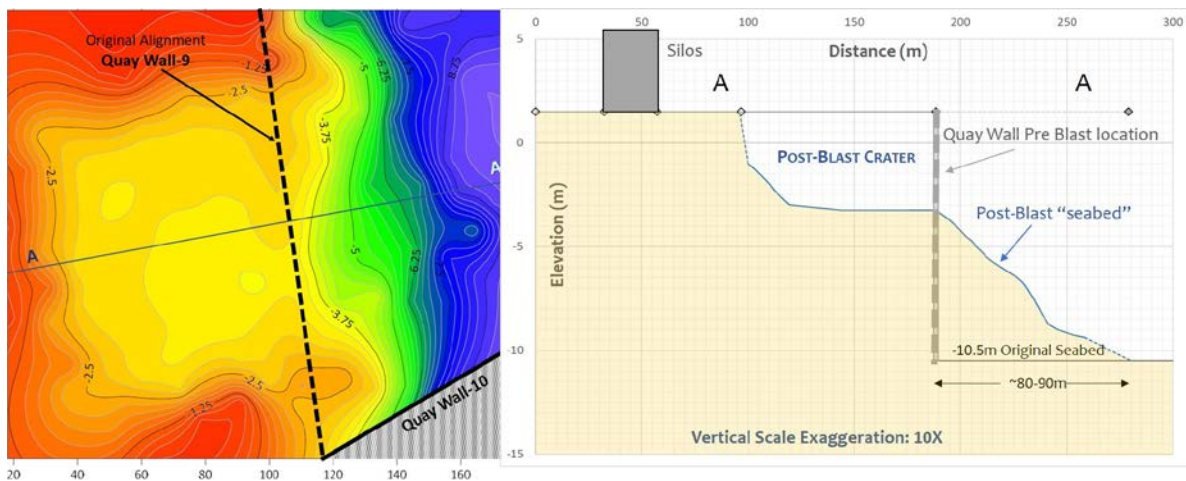 Original Alignment
Quay Wall-9
1.25
-2.5
-5
6.25
8.75
-3.75
-2.5
A
A
-5
6.25
-3.75
-2.5
-2.5
1.25
Quay Wall-10
20 40 60 80 100 120 140 160
0 50 100 150 200 250 300
Distance (m)
5
0
-5
-10
-15
Elevation (m)
Silos
A
A
Quay Wall Pre Blast location
POST-BLAST CRATER
Post-Blast “seabed”
-10.5m Original Seabed
~80-90m
Vertical Scale Exaggeration: 10X